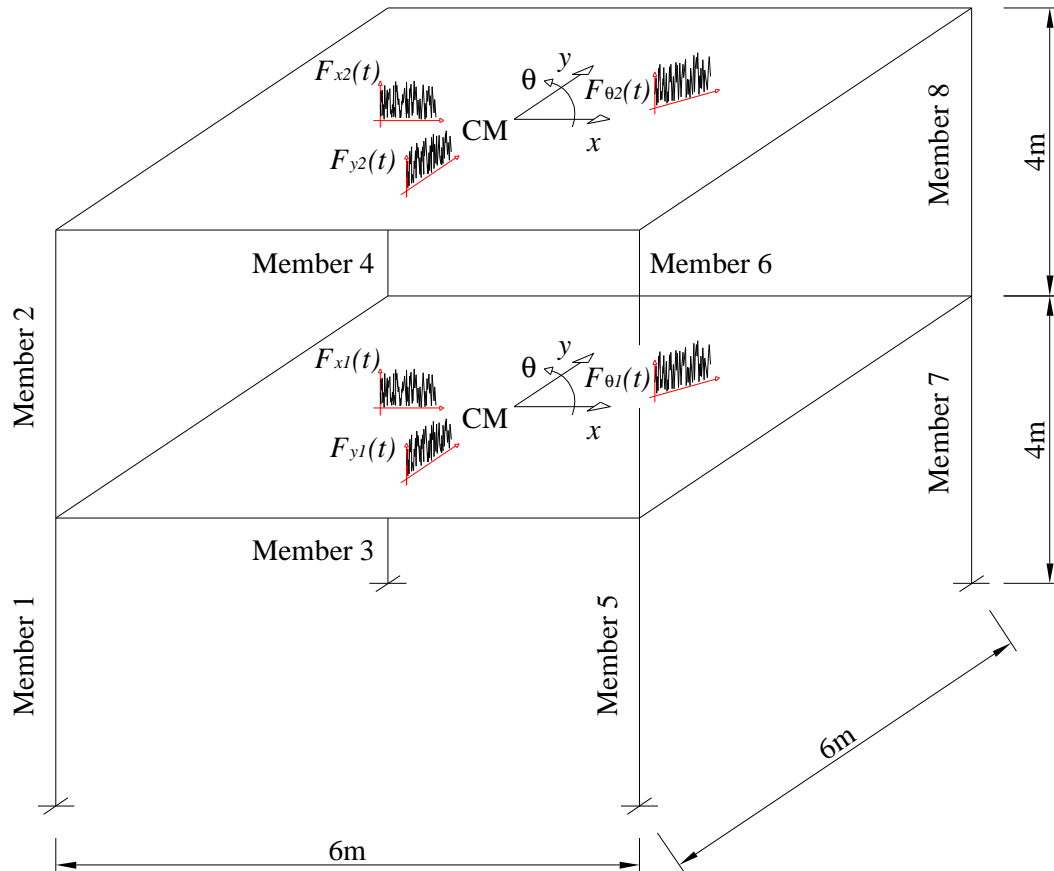 Fx2(t)
y
θ
Fθ2(t)
CM
x
Fy2(t)
Member 8
4m
Member 4
Member 6
Member 2
Fx1(t)
y
θ
Fθ1(t)
CM
x
Fy1(t)
Member 7
4m
Member 3
Member 1
Member 5
6m
6m